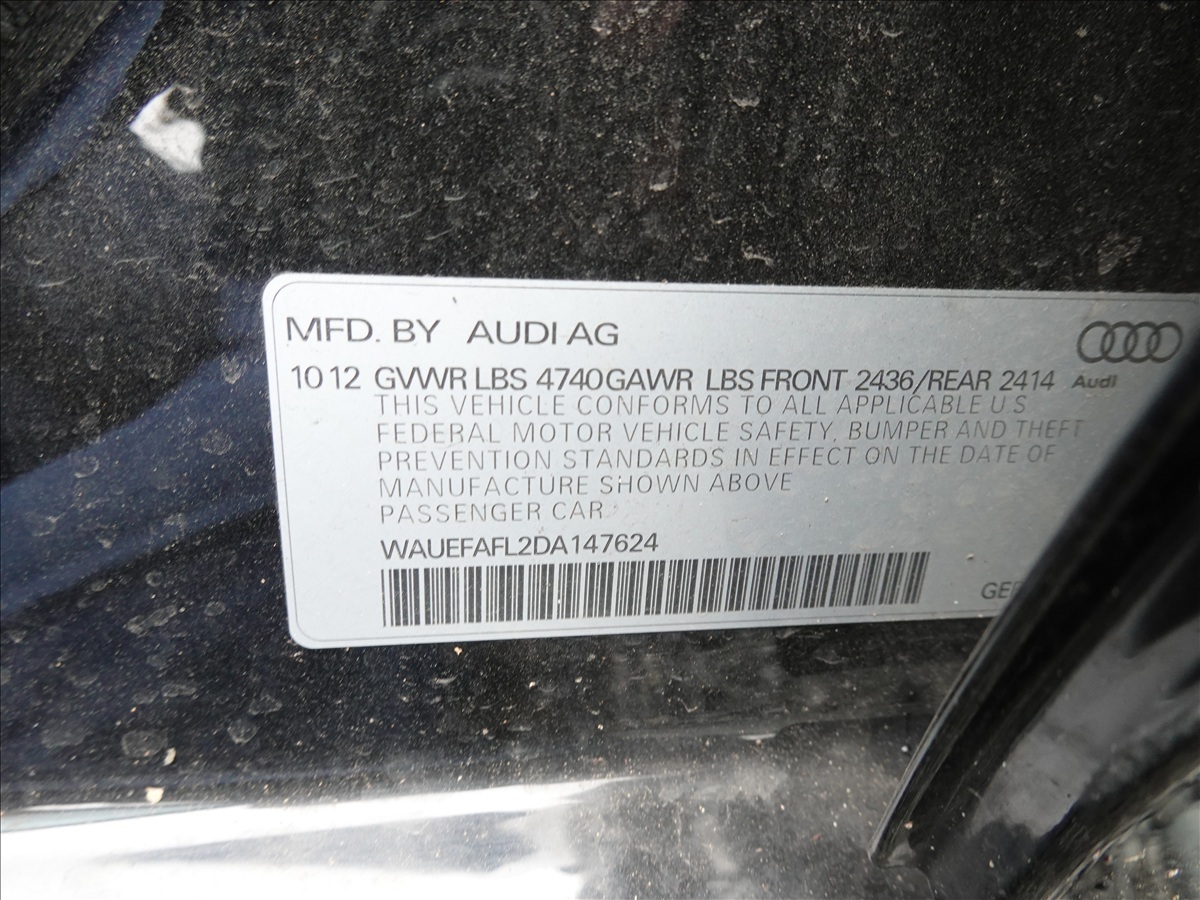 MFD. BY AUDI AG
10 12 GVWR LBS 4740 GAWR LBS FRONT 2436/REAR 2414
Audi
THIS VEHICLE CONFORMS TO ALL APPLICABLE U.S
FEDERAL MOTOR VEHICLE SAFETY, BUMPER AND THEFT
PREVENTION STANDARDS IN EFFECT ON THE DATE OF
MANUFACTURE SHOWN ABOVE
PASSENGER CAR
WAUEFAFL2DA147624